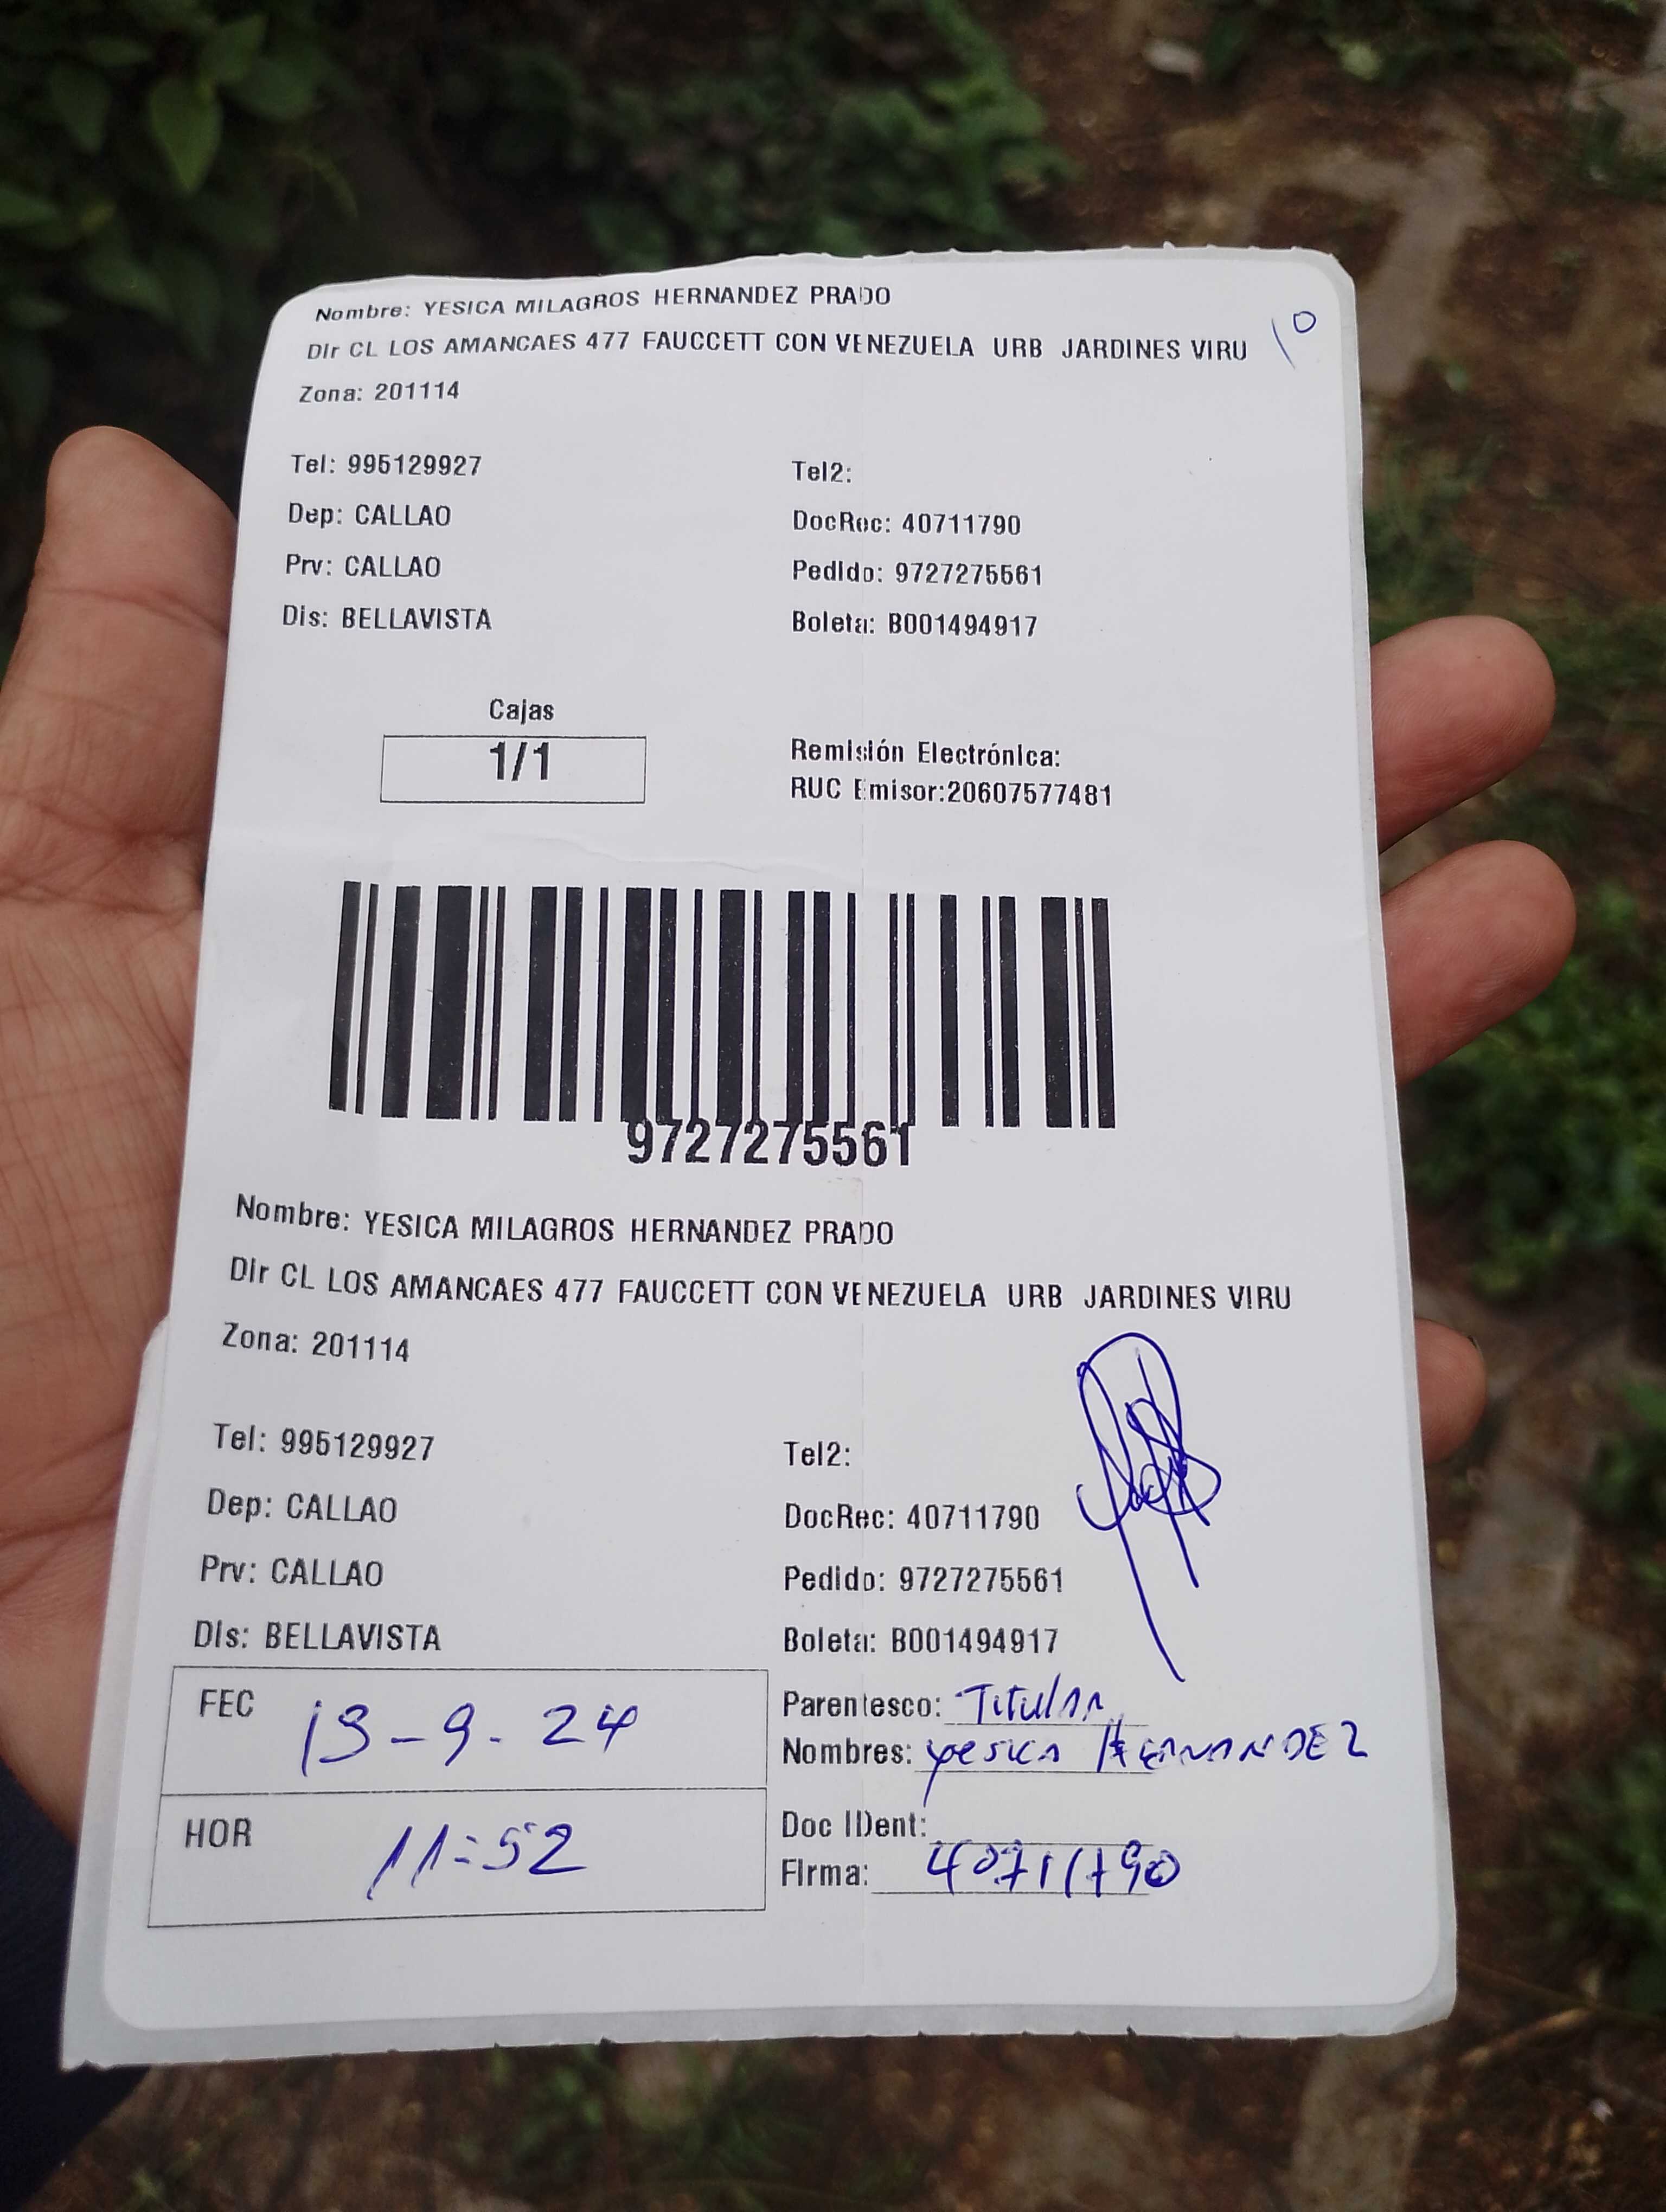 Nombre: YESICA MILAGROS HERNANDEZ PRADO
Dir CL LOS AMANCAES 477 FAUCCETT CON VENEZUELA URB JARDINES VIRU
10
Zona: 201114
Tel: 995129927 Tel2:
Dep: CALLAO DocRec: 40711790
Prv: CALLAO Pedido: 9727275561
Dis: BELLAVISTA Boleta: B001494917
Cajas
1/1
Remisión Electrónica:
RUC Emisor:20607577481
9727275561
Nombre: YESICA MILAGROS HERNANDEZ PRADO
Dir CL LOS AMANCAES 477 FAUCCETT CON VENEZUELA URB JARDINES VIRU
Zona: 201114
Tel: 995129927 Tel2:
Dep: CALLAO DocRec: 40711790
Prv: CALLAO Pedido: 9727275561
Dis: BELLAVISTA Boleta: B001494917
FEC 13-9-24
HOR 11:52
Parentesco: Titular
Nombres: yesica HERNANDEZ
Doc IDent:
Firma: 40711790